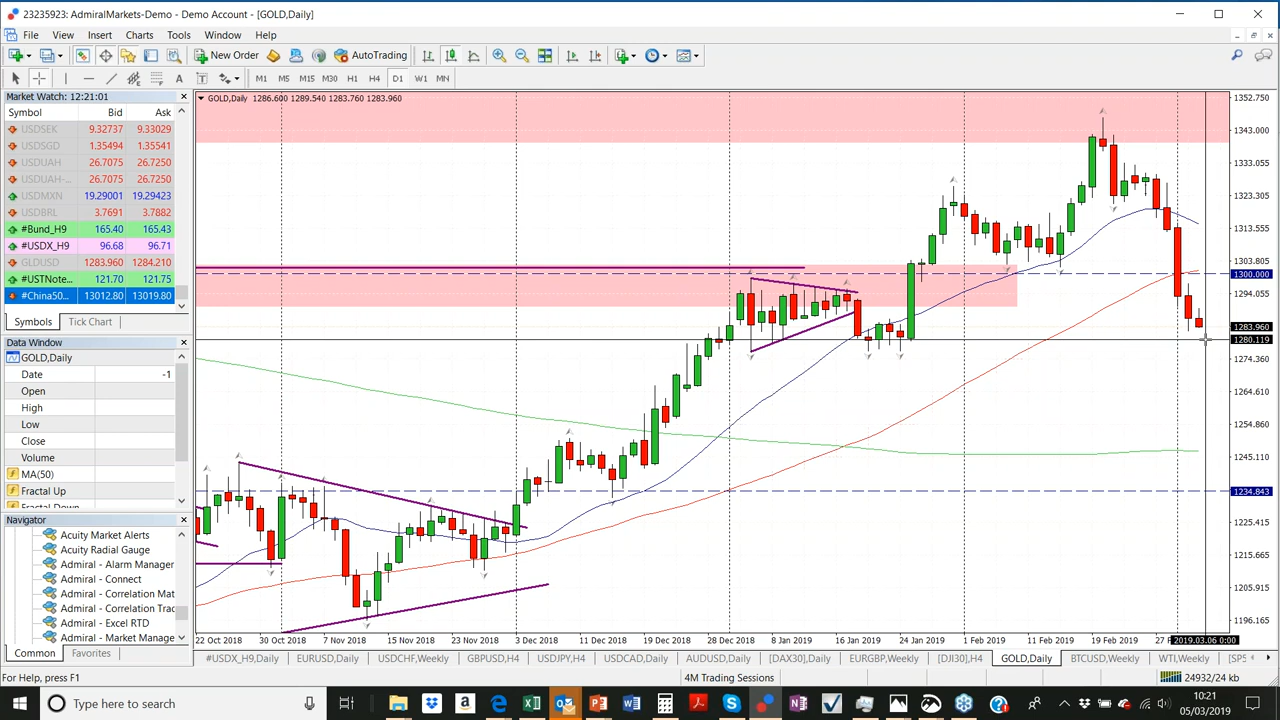 23235923: AdmiralMarkets-Demo - Demo Account - [GOLD,Daily]
File View Insert Charts Tools Window Help
New Order AutoTrading
A T M1 M5 M15 M30 H1 H4 D1 W1 MN
Market Watch: 12:21:01
Symbol Bid Ask
USDSEK 9.32737 9.33029
USDSGD 1.35494 1.35541
USDUAH 26.7075 26.7250
USDUAH-... 26.7075 26.7250
USDMXN 19.29001 19.29423
USDBRL 3.7691 3.7882
#Bund_H9 165.40 165.43
#USDX_H9 96.68 96.71
GLDUSD 1283.960 1284.210
#USTNote... 121.70 121.75
#China50... 13012.80 13019.80
Symbols Tick Chart
Data Window
GOLD,Daily
Date -1
Open
High
Low
Close
Volume
MA(50)
Fractal Up
Fractal Down
Navigator
Acuity Market Alerts
Acuity Radial Gauge
Admiral - Alarm Manager
Admiral - Connect
Admiral - Correlation Mat
Admiral - Correlation Trac
Admiral - Excel RTD
Admiral - Market Manage
Common Favorites
GOLD,Daily 1286.600 1289.540 1283.760 1283.960
1352.750
1343.000
1333.055
1323.305
1313.555
1303.805
1300.000
1294.055
1283.960
1280.119
1274.360
1264.610
1254.860
1245.110
1234.843
1225.415
1215.665
1205.915
1196.165
22 Oct 2018 30 Oct 2018 7 Nov 2018 15 Nov 2018 23 Nov 2018 3 Dec 2018 11 Dec 2018 19 Dec 2018 28 Dec 2018 8 Jan 2019 16 Jan 2019 24 Jan 2019 1 Feb 2019 11 Feb 2019 19 Feb 2019 27 F 2019.03.06 0:00
#USDX_H9,Daily EURUSD,Daily USDCHF,Weekly GBPUSD,H4 USDJPY,H4 USDCAD,Daily AUDUSD,Daily [DAX30],Daily EURGBP,Weekly [DJI30],H4 GOLD,Daily BTCUSD,Weekly WTI,Weekly [SP5
For Help, press F1 4M Trading Sessions 24932/24 kb
Type here to search
10:21
05/03/2019